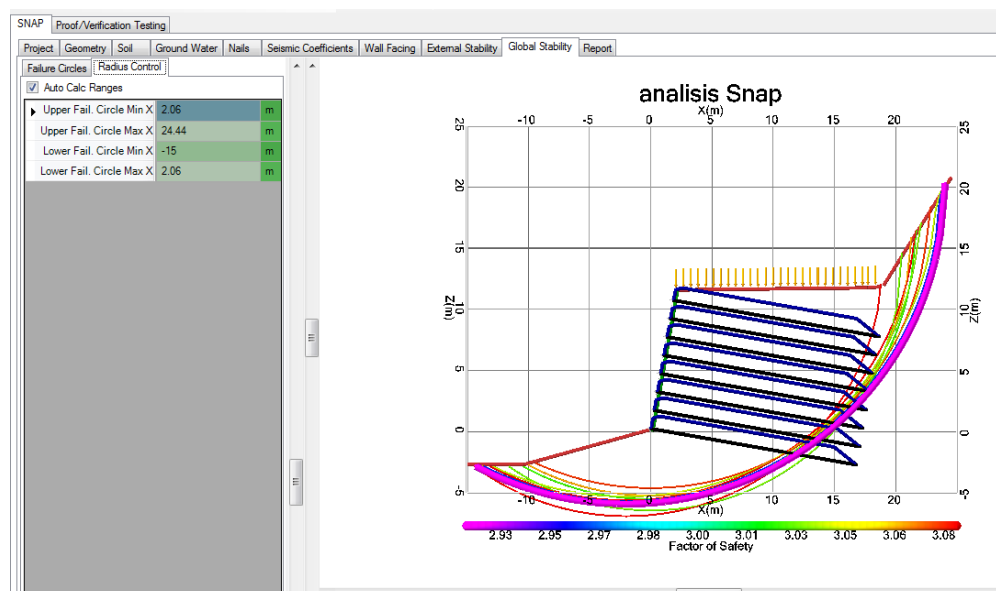 SNAP Proof/Verification Testing
Project Geometry Soil Ground Water Nails Seismic Coefficients Wall Facing External Stability Global Stability Report
Failure Circles Radius Control
Auto Calc Ranges
Upper Fail. Circle Min X 2.06 m
Upper Fail. Circle Max X 24.44 m
Lower Fail. Circle Min X -15 m
Lower Fail. Circle Max X 2.06 m
analisis Snap
X(m)
-10 -5 0 5 10 15 20
25 25
20 20
15 15
10 10
Z(m) Z(m)
5 5
0 0
-5 -5
-10 -5 0 5 10 15 20
X(m)
2.93 2.95 2.97 2.98 3.00 3.01 3.03 3.05 3.06 3.08
Factor of Safety